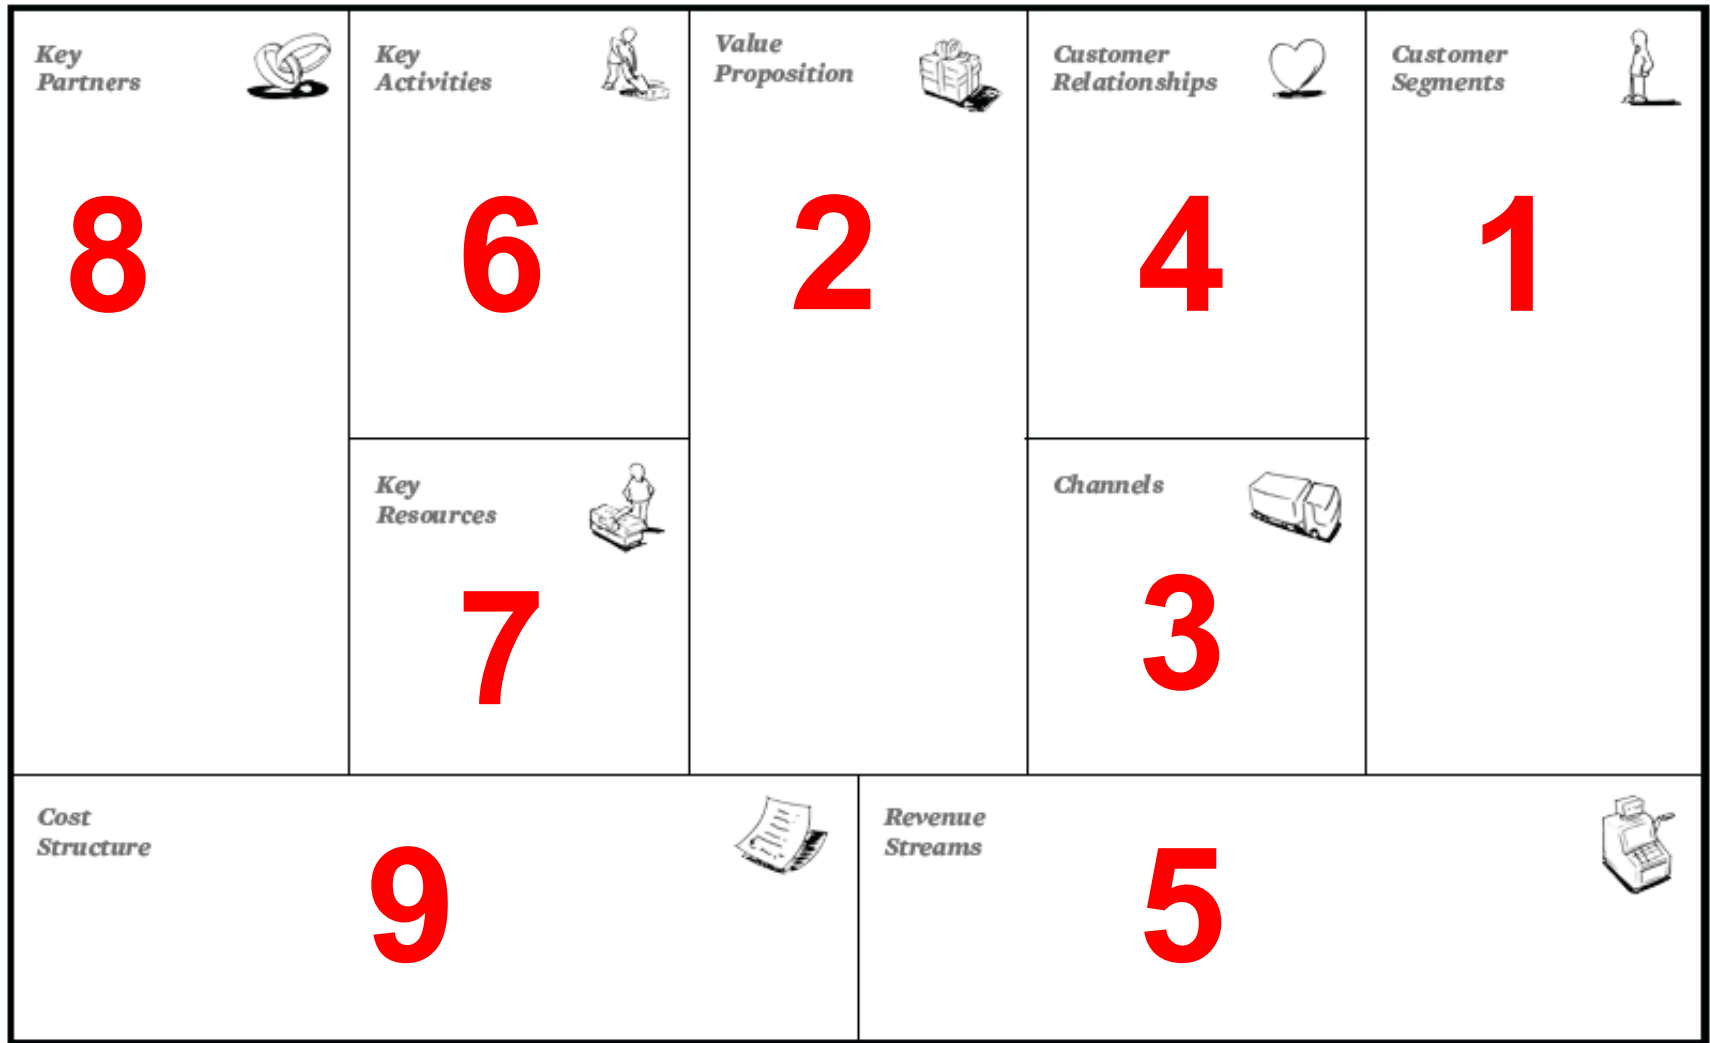 Key
Partners
8
Key
Activities
6
Value
Proposition
2
Customer
Relationships
4
Customer
Segments
1
Key
Resources
7
Channels
3
Cost
Structure
9
Revenue
Streams
5